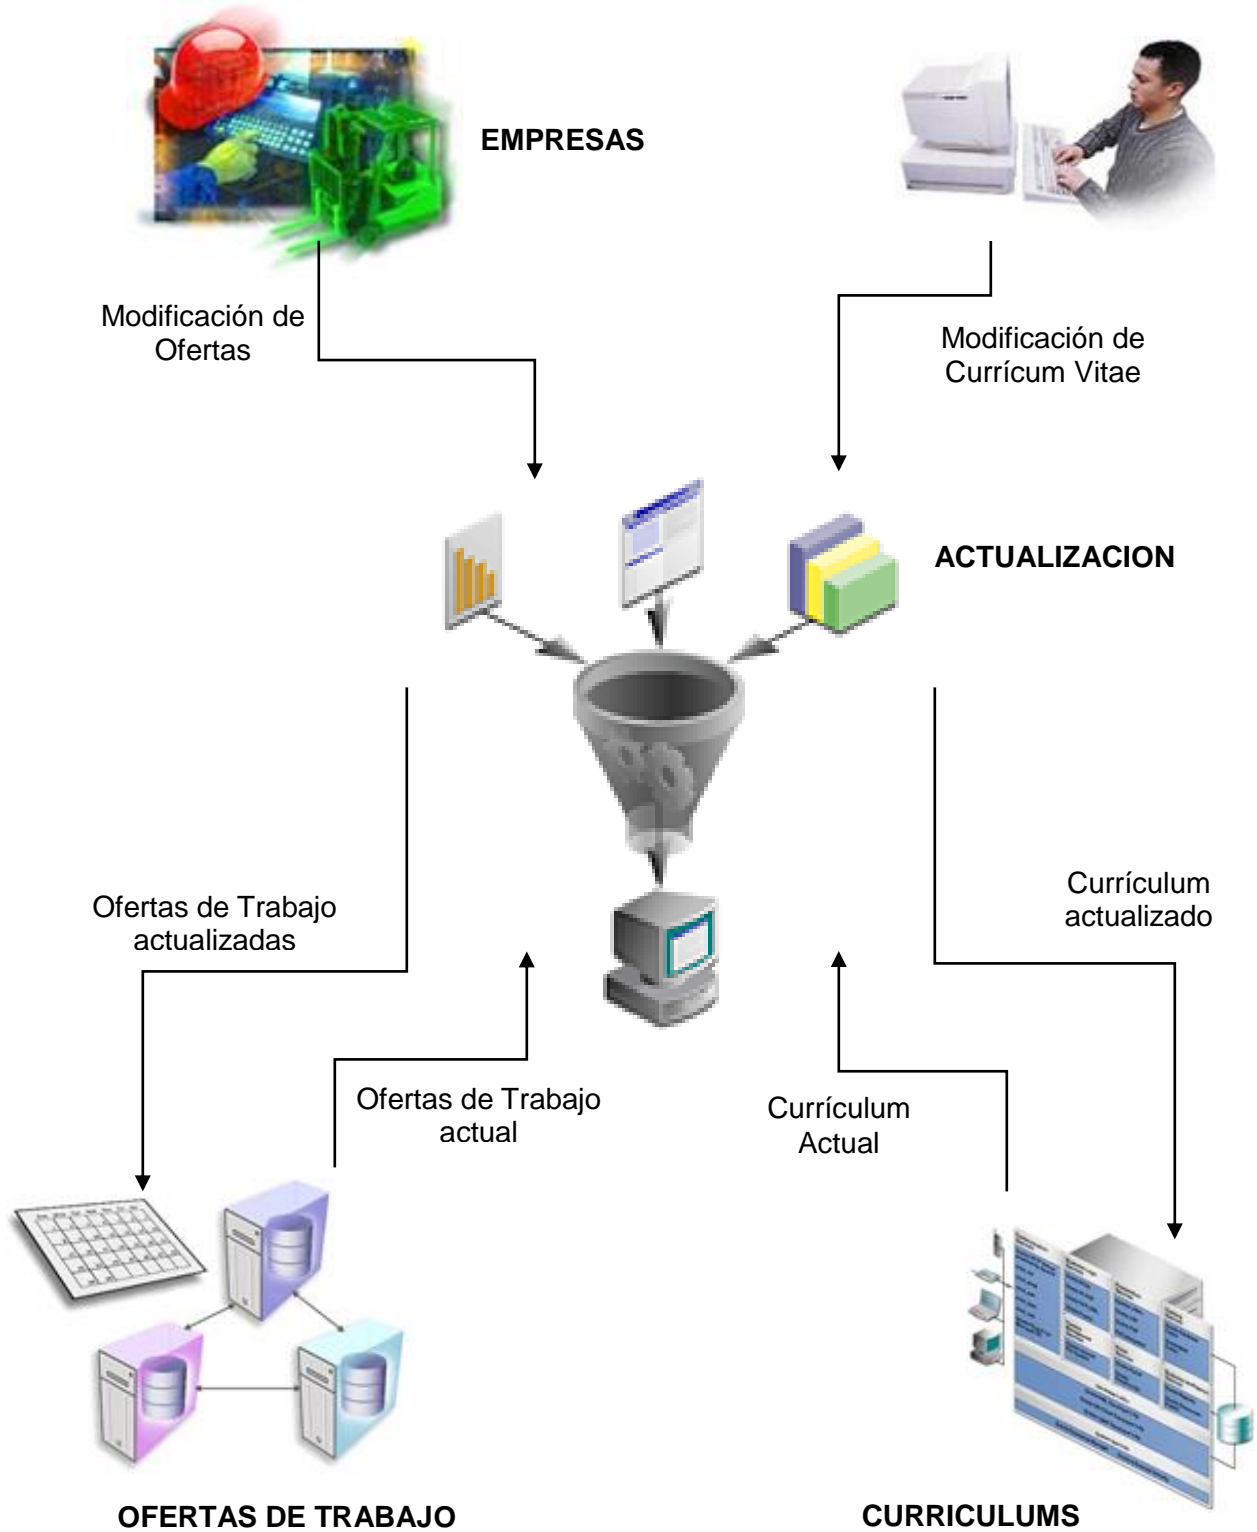 EMPRESAS
Modificación de
Ofertas
Modificación de
Currícum Vitae
ACTUALIZACION
Ofertas de Trabajo
actualizadas
Currículum
actualizado
Ofertas de Trabajo
actual
Currículum
Actual
OFERTAS DE TRABAJO
CURRICULUMS